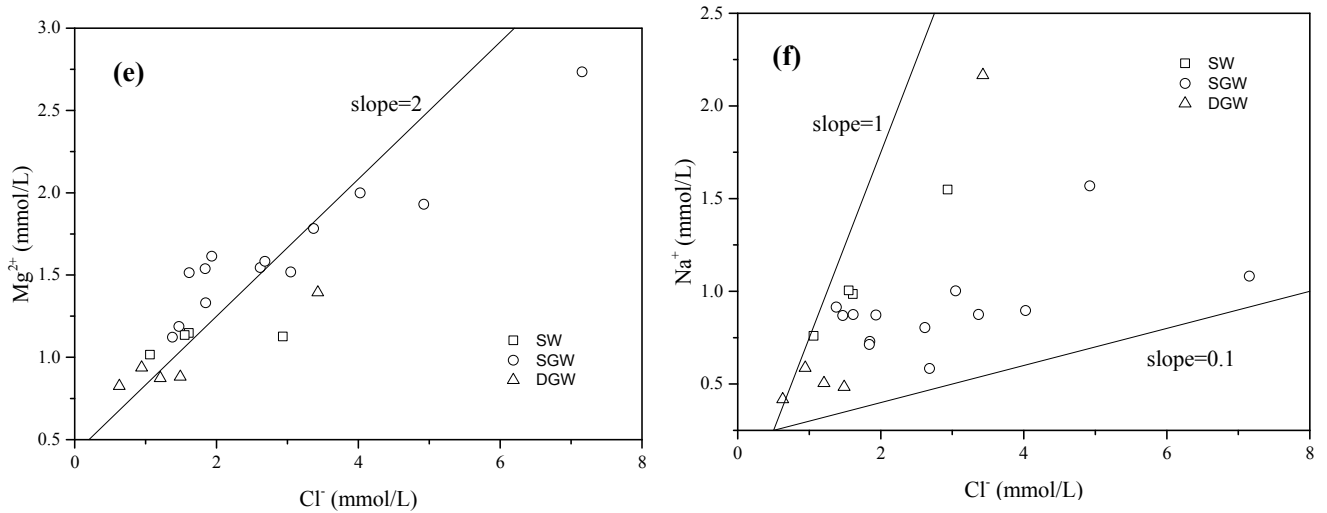 (e)
3.0
2.5
2.0
1.5
1.0
0.5
0
2
4
6
8
Mg²⁺ (mmol/L)
Cl⁻ (mmol/L)
slope=2
SW
SGW
DGW
(f)
2.5
2.0
1.5
1.0
0.5
0
2
4
6
8
Na⁺ (mmol/L)
Cl⁻ (mmol/L)
slope=1
slope=0.1
SW
SGW
DGW